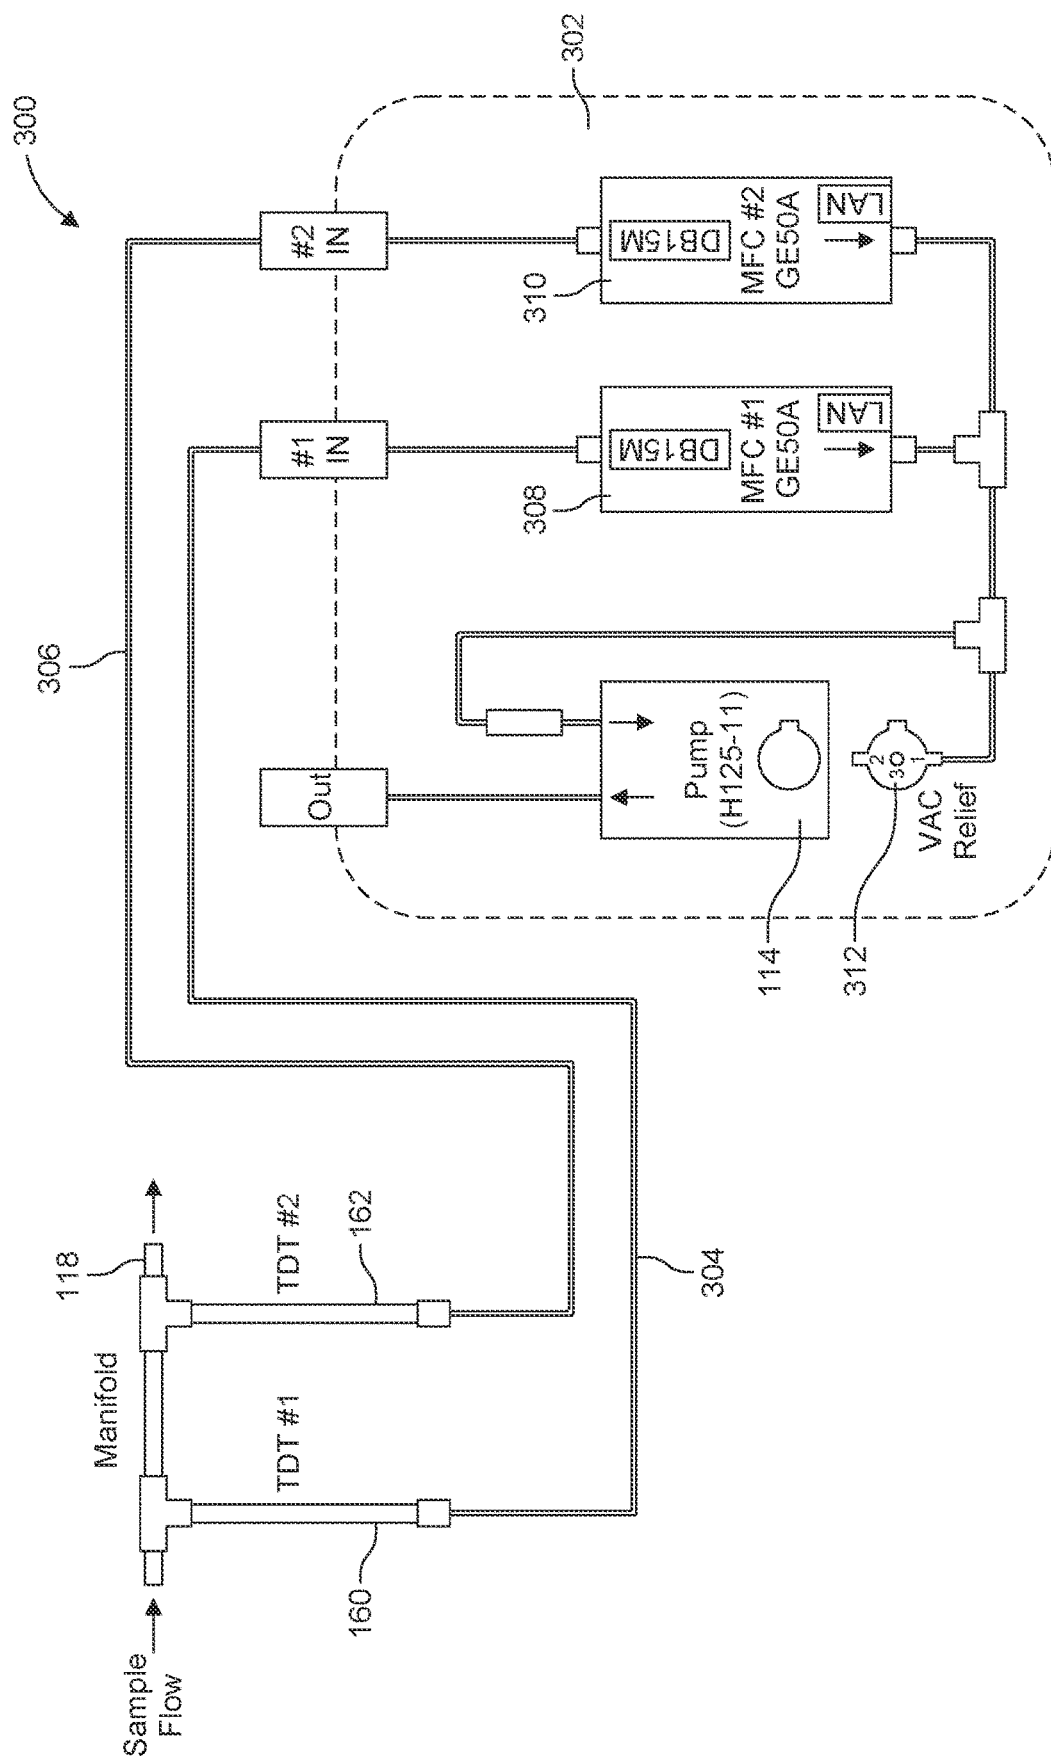 300
302
306
#2
IN
#1
IN
Out
310
DB15M
MFC #2
GE50A
LAN
308
DB15M
MFC #1
GE50A
LAN
Pump
(H125-11)
114
2
3
1
VAC
Relief
312
118
Manifold
Sample
Flow
TDT #2
162
TDT #1
160
304